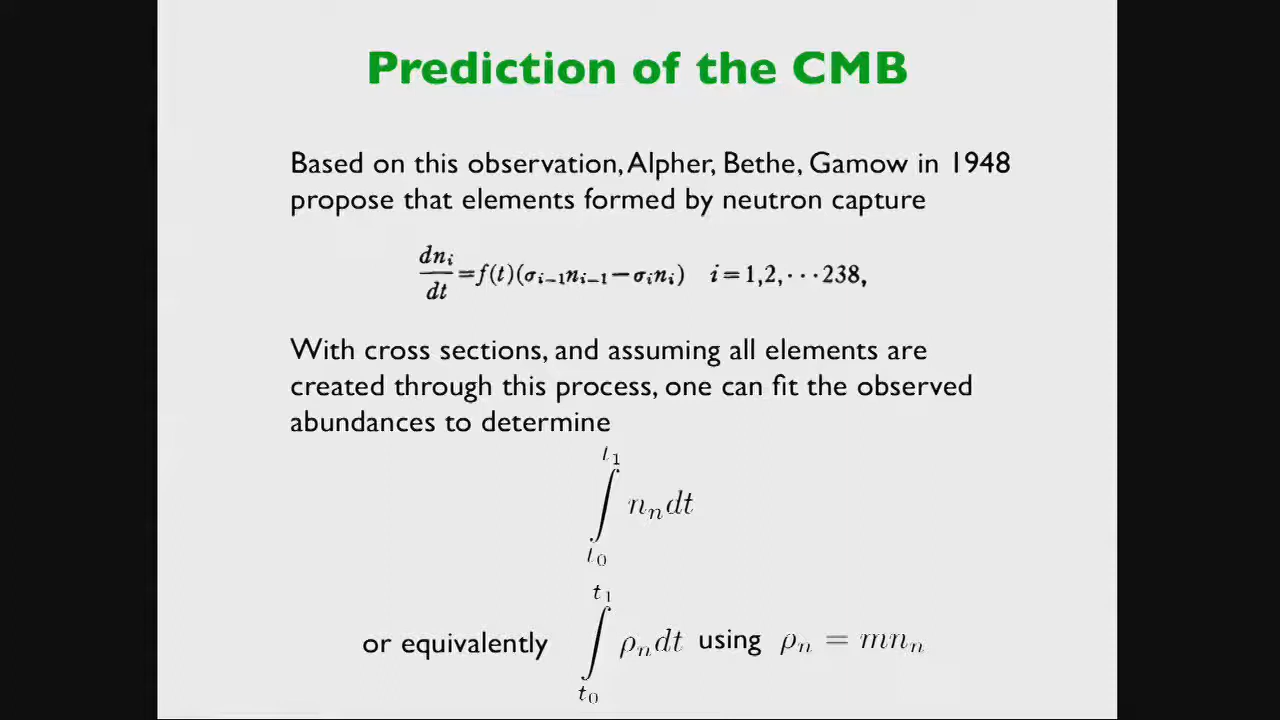 Prediction of the CMB
Based on this observation, Alpher, Bethe, Gamow in 1948
propose that elements formed by neutron capture
dn_i/dt = f(t)(σ_{i−1}n_{i−1} − σ_i n_i)  i = 1,2,···238,
With cross sections, and assuming all elements are
created through this process, one can fit the observed
abundances to determine
∫_{t_0}^{t_1} n_n dt
or equivalently ∫_{t_0}^{t_1} ρ_n dt using ρ_n = mn_n